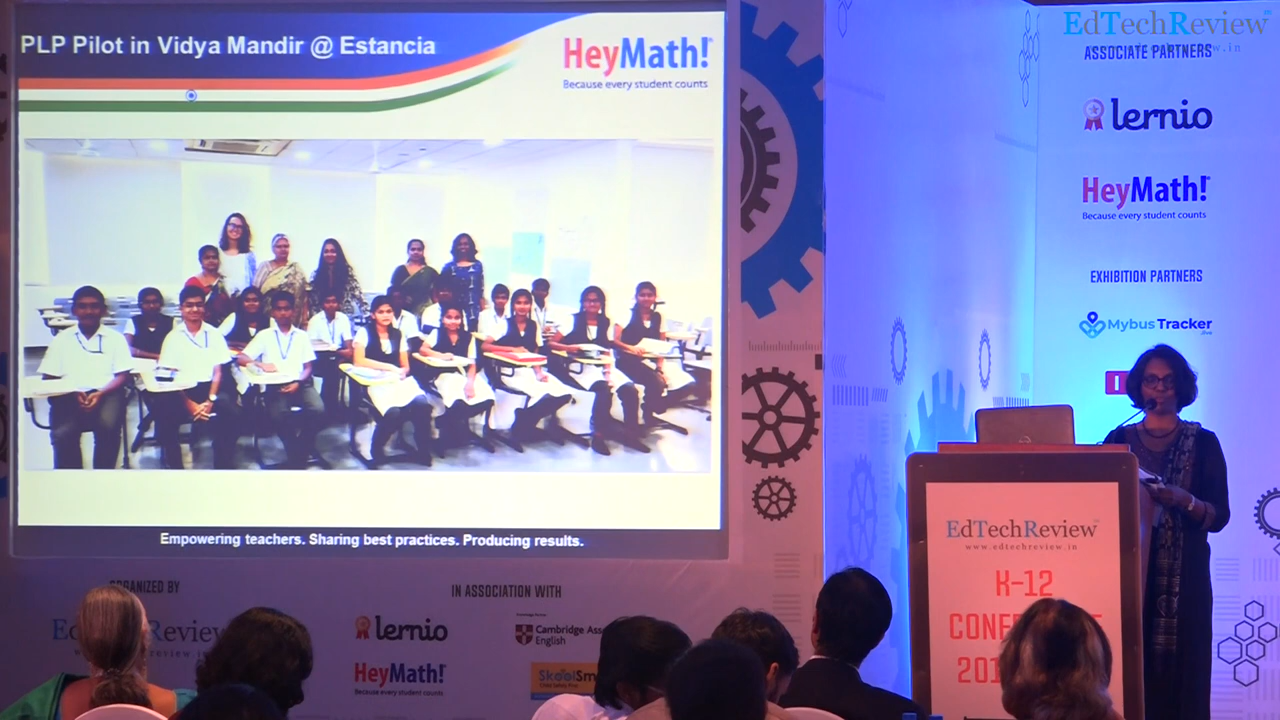 PLP Pilot in Vidya Mandir @ Estancia
HeyMath!
Because every student counts
Empowering teachers. Sharing best practices. Producing results.
EdTechReview
ASSOCIATE PARTNERS
lernio
HeyMath!
Because every student counts
EXHIBITION PARTNERS
Mybus Tracker
.live
EdTechReview
www.edtechreview.in
K-12
ORGANIZED BY
IN ASSOCIATION WITH
lernio
Cambridge
English
HeyMath!
Because every student counts